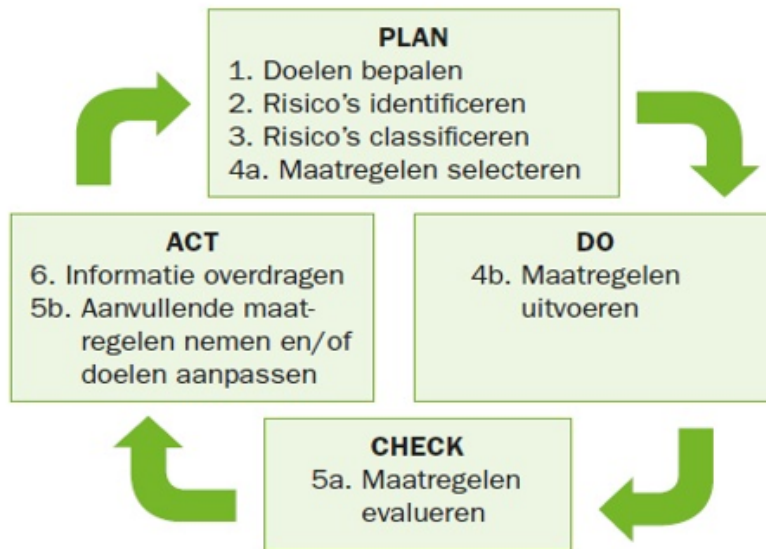 PLAN
1. Doelen bepalen
2. Risico's identificeren
3. Risico's classificeren
4a. Maatregelen selecteren
ACT
6. Informatie overdragen
5b. Aanvullende maat-
regelen nemen en/of
doelen aanpassen
DO
4b. Maatregelen
uitvoeren
CHECK
5a. Maatregelen
evalueren